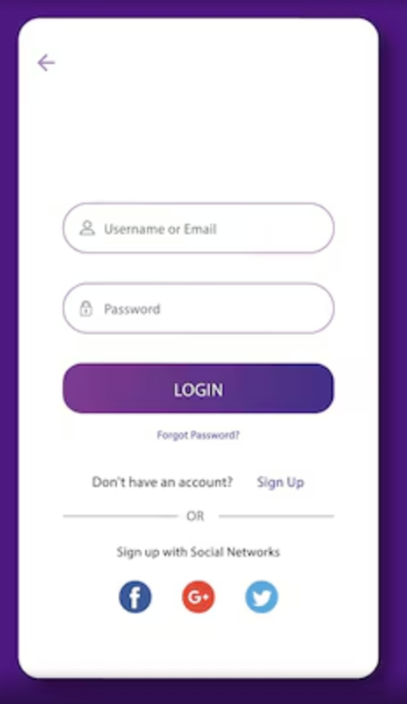 Username or Email
Password
LOGIN
Forgot Password?
Don't have an account? Sign Up
OR
Sign up with Social Networks
f G+